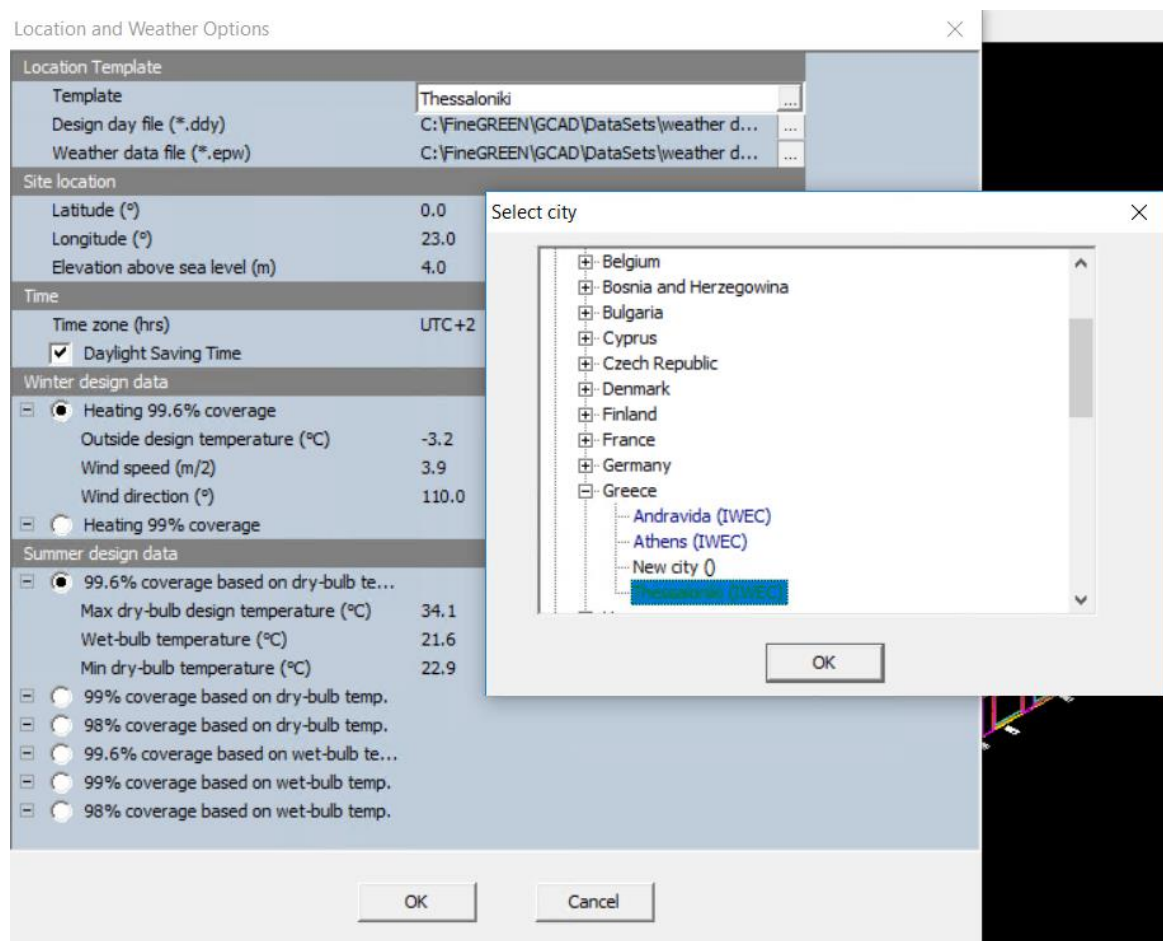 Location and Weather Options
Location Template
Template Thessaloniki ...
Design day file (*.ddy) C:\FineGREEN\GCAD\DataSets\weather d... ...
Weather data file (*.epw) C:\FineGREEN\GCAD\DataSets\weather d... ...
Site location
Latitude (º) 0.0
Longitude (º) 23.0
Elevation above sea level (m) 4.0
Time
Time zone (hrs) UTC+2
Daylight Saving Time
Winter design data
Heating 99.6% coverage
Outside design temperature (ºC) -3.2
Wind speed (m/2) 3.9
Wind direction (º) 110.0
Heating 99% coverage
Summer design data
99.6% coverage based on dry-bulb te...
Max dry-bulb design temperature (ºC) 34.1
Wet-bulb temperature (ºC) 21.6
Min dry-bulb temperature (ºC) 22.9
99% coverage based on dry-bulb temp.
98% coverage based on dry-bulb temp.
99.6% coverage based on wet-bulb te...
99% coverage based on wet-bulb temp.
98% coverage based on wet-bulb temp.
OK Cancel
Select city
Belgium
Bosnia and Herzegowina
Bulgaria
Cyprus
Czech Republic
Denmark
Finland
France
Germany
Greece
Andravida (IWEC)
Athens (IWEC)
New city ()
Thessaloniki (IWEC)
OK